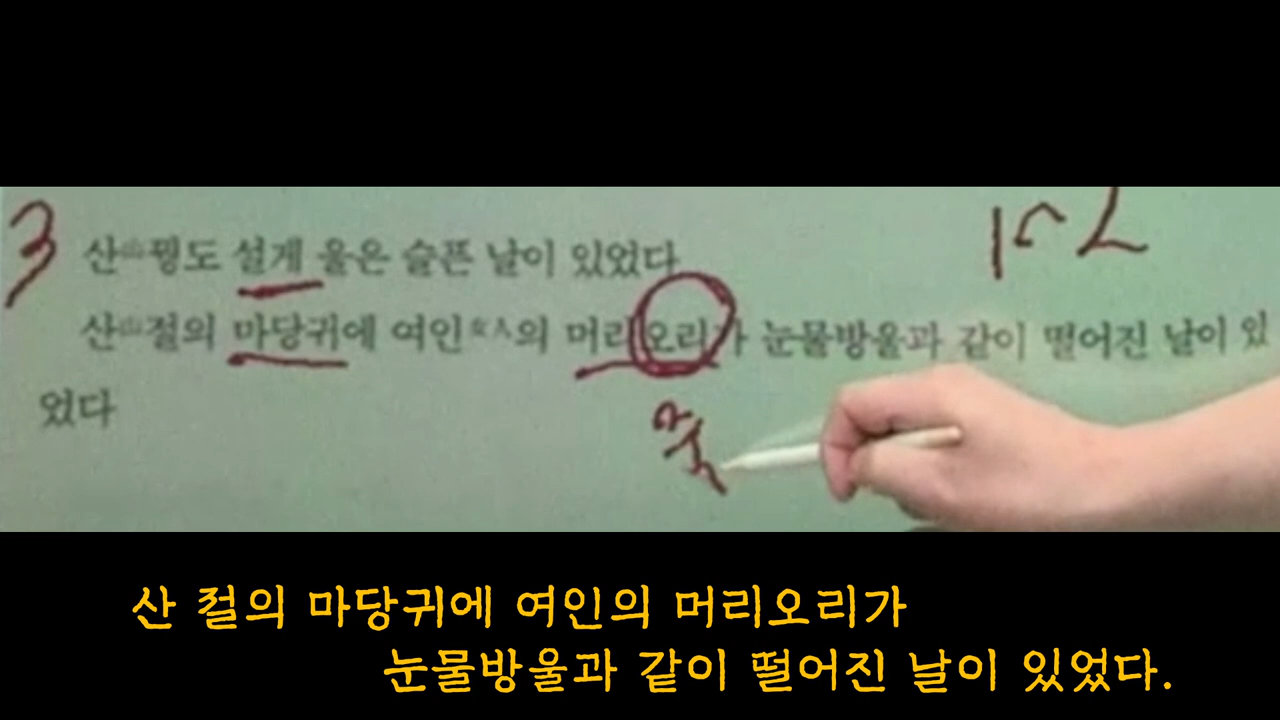 3 산山꿩도 설게 울은 슬픈 날이 있었다
산山절의 마당귀에 여인女人의 머리오리가 눈물방울과 같이 떨어진 날이 있
었다
산 절의 마당귀에 여인의 머리오리가
눈물방울과 같이 떨어진 날이 있었다.